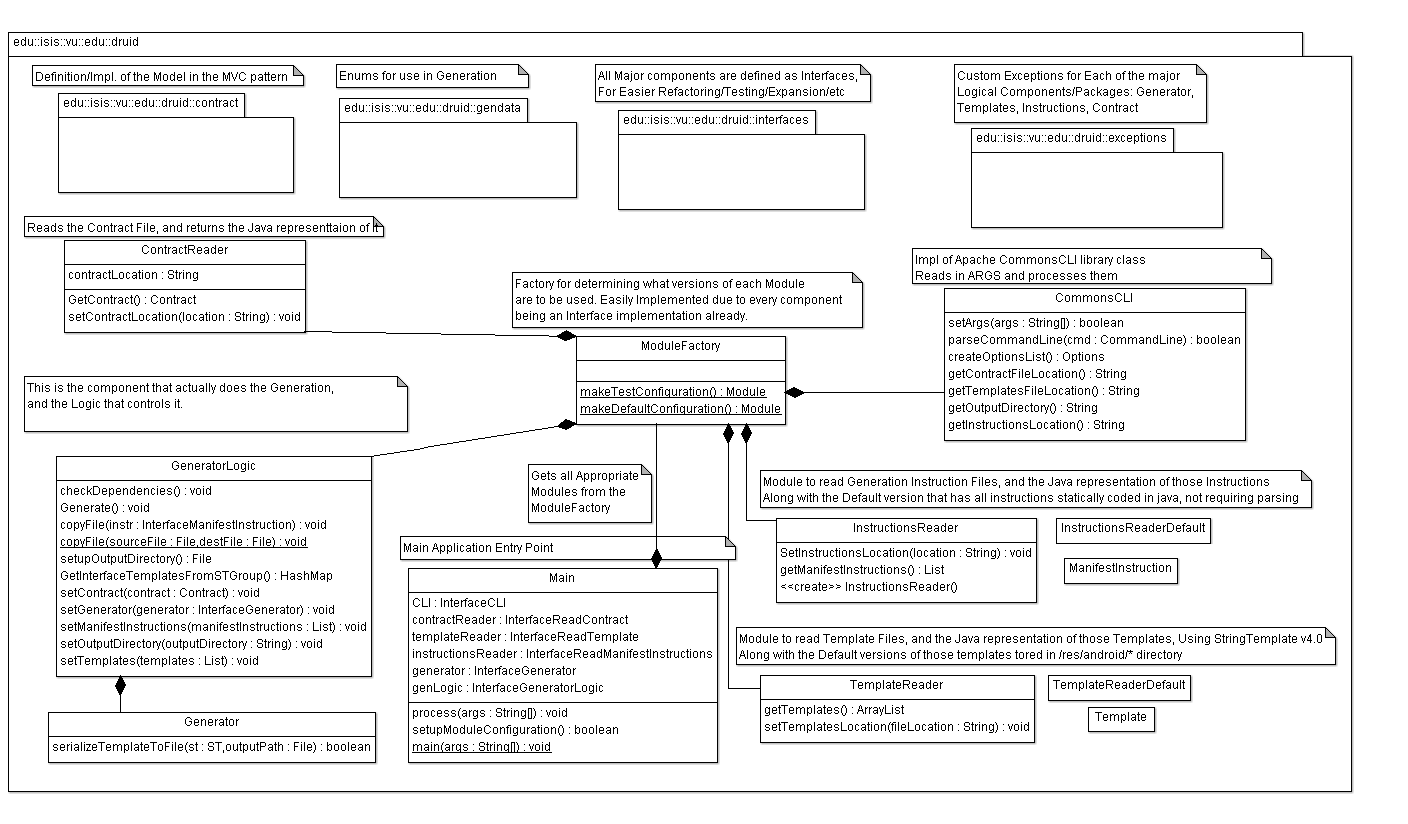 edu::isis::vu::edu::druid
Definition/Impl. of the Model in the MVC pattern
edu::isis::vu::edu::druid::contract
Enums for use in Generation
edu::isis::vu::edu::druid::gendata
All Major components are defined as Interfaces,
For Easier Refactoring/Testing/Expansion/etc
edu::isis::vu::edu::druid::interfaces
Custom Exceptions for Each of the major
Logical Components/Packages: Generator,
Templates, Instructions, Contract
edu::isis::vu::edu::druid::exceptions
Reads the Contract File, and returns the Java representtaion of it
ContractReader
contractLocation : String
GetContract() : Contract
setContractLocation(location : String) : void
Factory for determining what versions of each Module
are to be used. Easily Implemented due to every component
being an Interface implementation already.
ModuleFactory
makeTestConfiguration() : Module
makeDefaultConfiguration() : Module
Impl of Apache CommonsCLI library class
Reads in ARGS and processes them
CommonsCLI
setArgs(args : String[]) : boolean
parseCommandLine(cmd : CommandLine) : boolean
createOptionsList() : Options
getContractFileLocation() : String
getTemplatesFileLocation() : String
getOutputDirectory() : String
getInstructionsLocation() : String
This is the component that actually does the Generation,
and the Logic that controls it.
GeneratorLogic
checkDependencies() : void
Generate() : void
copyFile(instr : InterfaceManifestInstruction) : void
copyFile(sourceFile : File,destFile : File) : void
setupOutputDirectory() : File
GetInterfaceTemplatesFromSTGroup() : HashMap
setContract(contract : Contract) : void
setGenerator(generator : InterfaceGenerator) : void
setManifestInstructions(manifestInstructions : List) : void
setOutputDirectory(outputDirectory : String) : void
setTemplates(templates : List) : void
Generator
serializeTemplateToFile(st : ST,outputPath : File) : boolean
Gets all Appropriate
Modules from the
ModuleFactory
Main Application Entry Point
Main
CLI : InterfaceCLI
contractReader : InterfaceReadContract
templateReader : InterfaceReadTemplate
instructionsReader : InterfaceReadManifestInstructions
generator : InterfaceGenerator
genLogic : InterfaceGeneratorLogic
process(args : String[]) : void
setupModuleConfiguration() : boolean
main(args : String[]) : void
Module to read Generation Instruction Files, and the Java representation of those Instructions
Along with the Default version that has all instructions statically coded in java, not requiring parsing
InstructionsReader
SetInstructionsLocation(location : String) : void
getManifestInstructions() : List
<<create>> InstructionsReader()
InstructionsReaderDefault
ManifestInstruction
Module to read Template Files, and the Java representation of those Templates, Using StringTemplate v4.0
Along with the Default versions of those templates tored in /res/android/* directory
TemplateReader
getTemplates() : ArrayList
setTemplatesLocation(fileLocation : String) : void
TemplateReaderDefault
Template